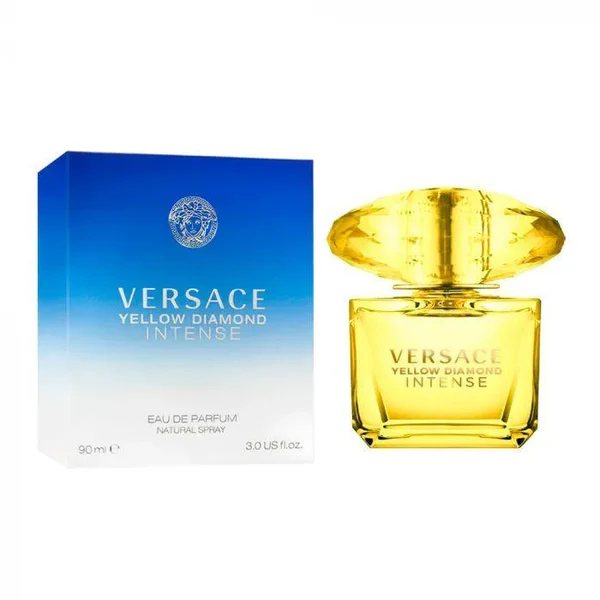 VERSACE
YELLOW DIAMOND
INTENSE
EAU DE PARFUM
NATURAL SPRAY
90 ml ℮ 3.0 US fl.oz.
VERSACE
YELLOW DIAMOND
INTENSE